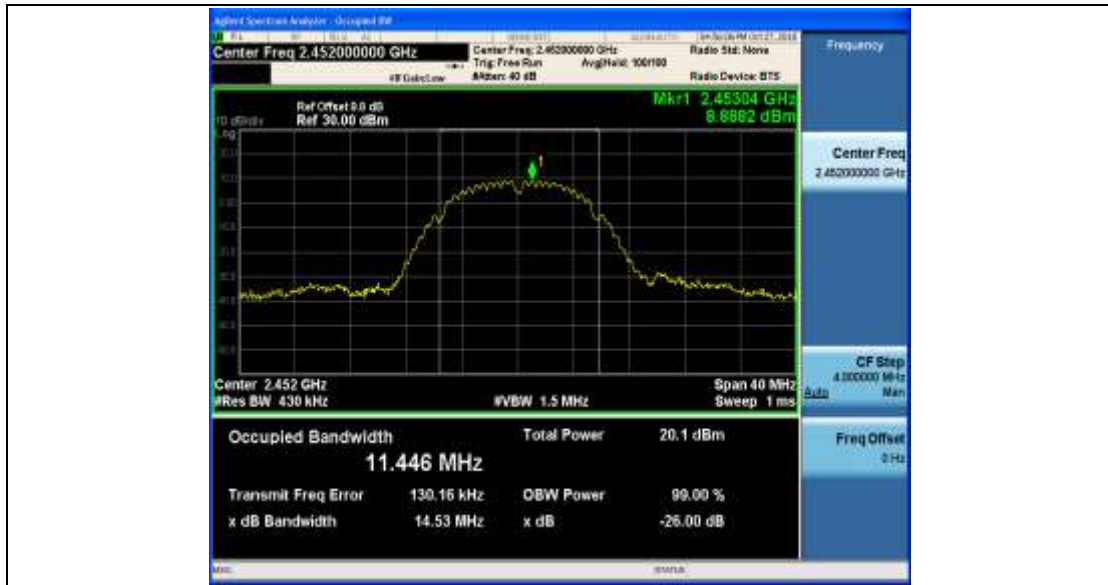 Agilent Spectrum Analyzer - Occupied BW
Center Freq 2.452000000 GHz
Center Freq: 2.452000000 GHz
Radio Std: None
Trig: Free Run
Avg|Hold: 100/100
#IFGain:Low
#Atten: 40 dB
Radio Device: BTS
Frequency
Mkr1 2.45304 GHz
8.8882 dBm
Ref Offset 9.8 dB
10 dB/div
Ref 30.00 dBm
Log
1
Center Freq
2.452000000 GHz
Center 2.452 GHz
Span 40 MHz
#Res BW 430 kHz
#VBW 1.5 MHz
Sweep 1 ms
CF Step
4.000000 MHz
Auto
Man
Occupied Bandwidth
Total Power
20.1 dBm
11.446 MHz
Freq Offset
0 Hz
Transmit Freq Error
130.16 kHz
OBW Power
99.00 %
x dB Bandwidth
14.53 MHz
x dB
-26.00 dB
MSG
STATUS